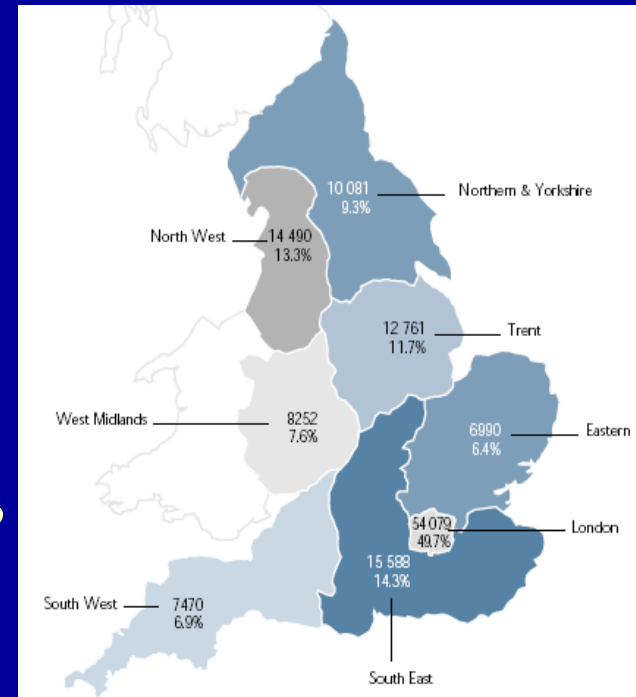 10 081
9.3%
Northern & Yorkshire
North West
14 490
13.3%
12 761
11.7%
Trent
West Midlands
8252
7.6%
6990
6.4%
Eastern
54 079
49.7%
London
15 588
14.3%
South West
7470
6.9%
South East